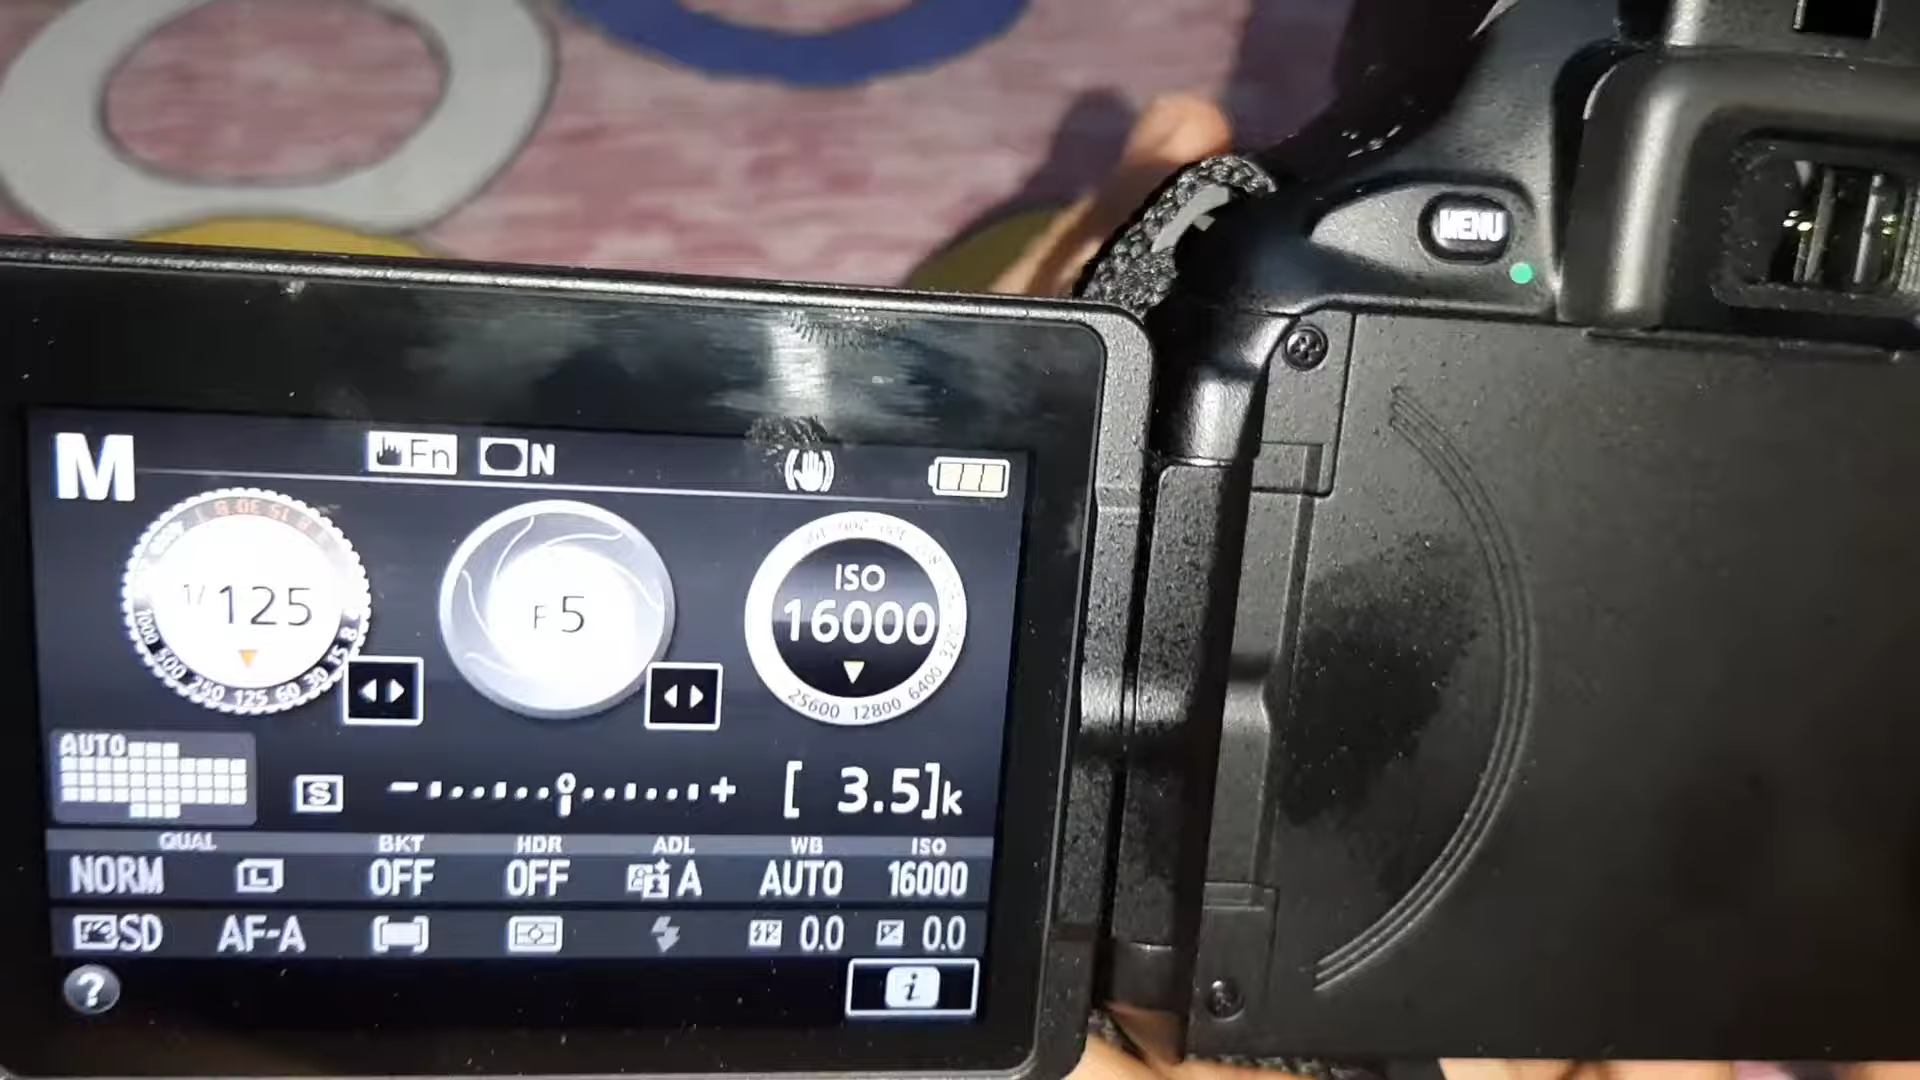 MENU
M Fn N
1/125
1000 500 250 125 60 30 15 8
F5
ISO
16000
25600 12800 6400
AUTO
S - + [ 3.5]k
QUAL BKT HDR ADL WB ISO
NORM L OFF OFF A AUTO 16000
SD AF-A 0.0 0.0
? i